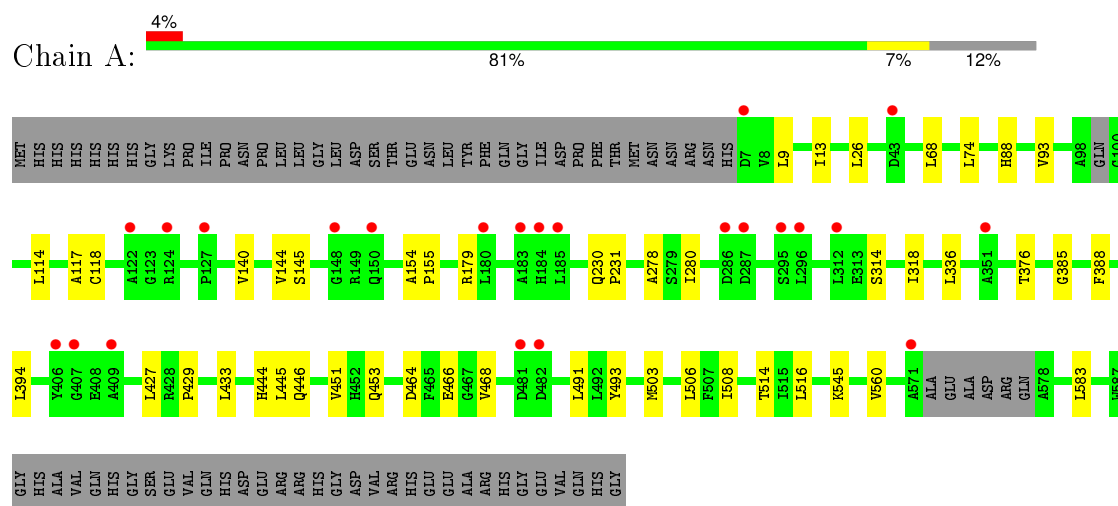 4%
Chain A:
81% 7% 12%
MET HIS HIS HIS HIS HIS HIS GLY LYS PRO ILE PRO ASN PRO LEU LEU GLY LEU ASP SER THR GLU ASN LEU TYR PHE GLN GLY ILE ASP PRO PHE THR MET ASN ASN ARG ASN HIS D7 V8 L9 I13 L26 D43 L68 L74 H88 V93 A98 GLN G100
L114 A117 C118 A122 G123 R124 P127 V140 V144 S145 G148 R149 Q150 A154 P155 R179 L180 A183 H184 L185 Q230 P231 A278 S279 I280 D286 D287 S295 L296 L312 E313 S314 I318 L336 A351 T376 G385 F388
L394 Y406 G407 E408 A409 L427 R428 P429 L433 H444 L445 Q446 V451 H452 Q453 D464 F465 E466 G467 V468 D481 D482 L491 L492 Y493 M503 L506 F507 I508 T514 I515 L516 K545 V560 A571 ALA GLU ALA ASP ARG GLN A578 L583 W587
GLY HIS ALA VAL GLN HIS GLY SER GLU VAL GLN HIS ASP GLU ARG ARG HIS GLY ASP VAL ARG HIS GLU GLU ALA ARG HIS GLY GLU VAL GLN HIS GLY